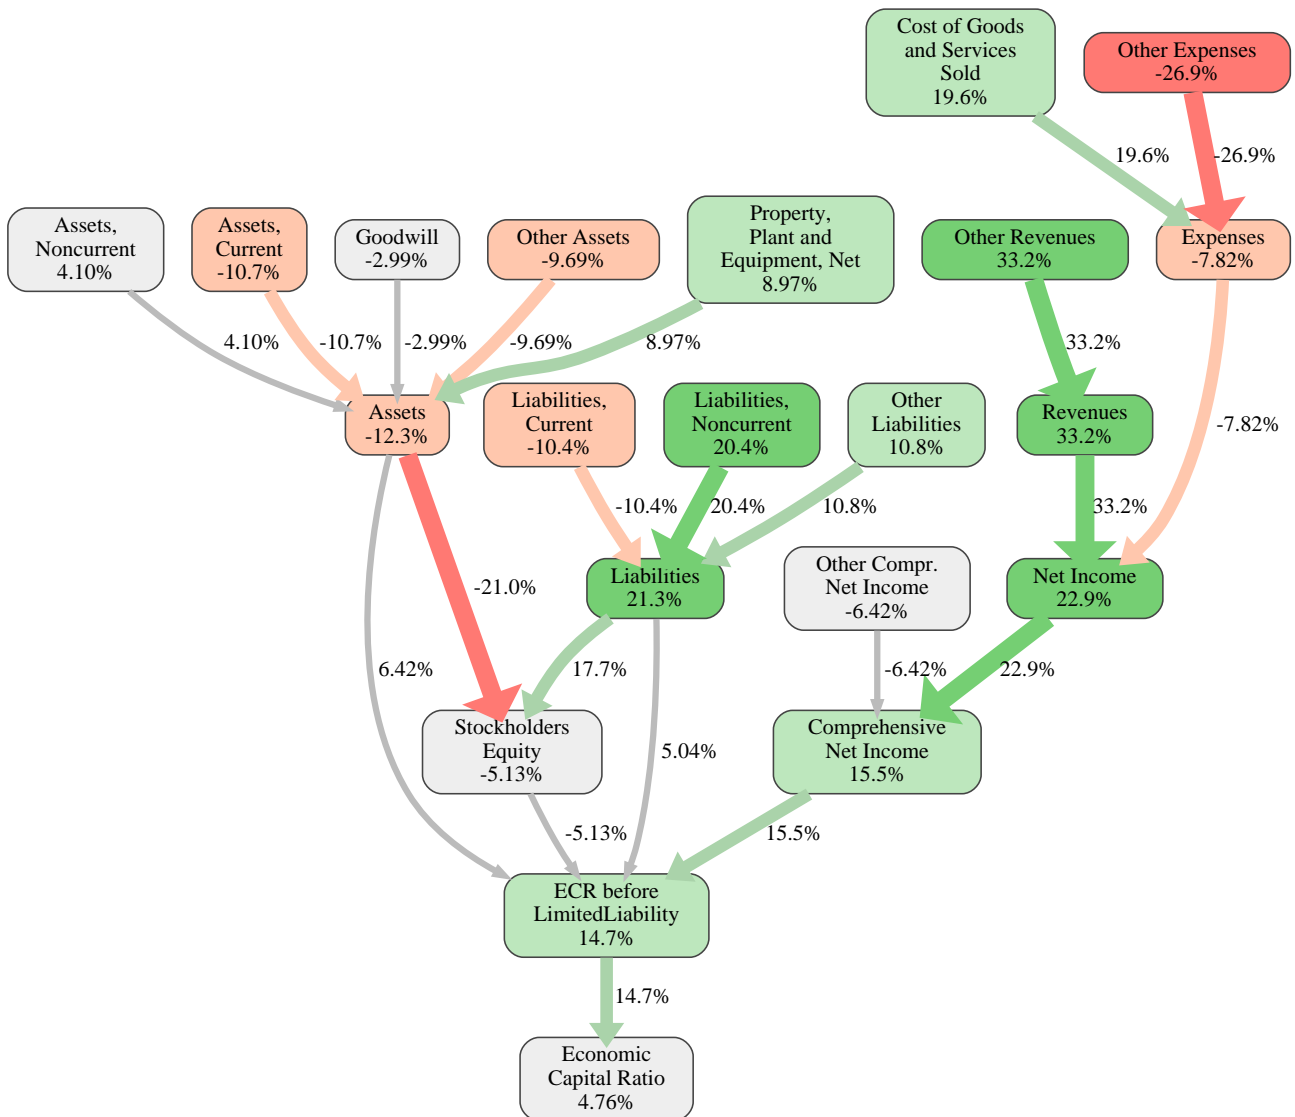 Cost of Goods
and Services
Sold
19.6%
Other Expenses
-26.9%
19.6%
-26.9%
Assets,
Noncurrent
4.10%
Assets,
Current
-10.7%
Goodwill
-2.99%
Other Assets
-9.69%
Property,
Plant and
Equipment, Net
8.97%
Other Revenues
33.2%
Expenses
-7.82%
4.10%
-10.7%
-2.99%
-9.69%
8.97%
33.2%
-7.82%
Assets
-12.3%
Liabilities,
Current
-10.4%
Liabilities,
Noncurrent
20.4%
Other
Liabilities
10.8%
Revenues
33.2%
-10.4%
20.4%
10.8%
33.2%
-21.0%
Liabilities
21.3%
Other Compr.
Net Income
-6.42%
Net Income
22.9%
6.42%
17.7%
-6.42%
22.9%
5.04%
Stockholders
Equity
-5.13%
Comprehensive
Net Income
15.5%
-5.13%
15.5%
ECR before
LimitedLiability
14.7%
14.7%
Economic
Capital Ratio
4.76%